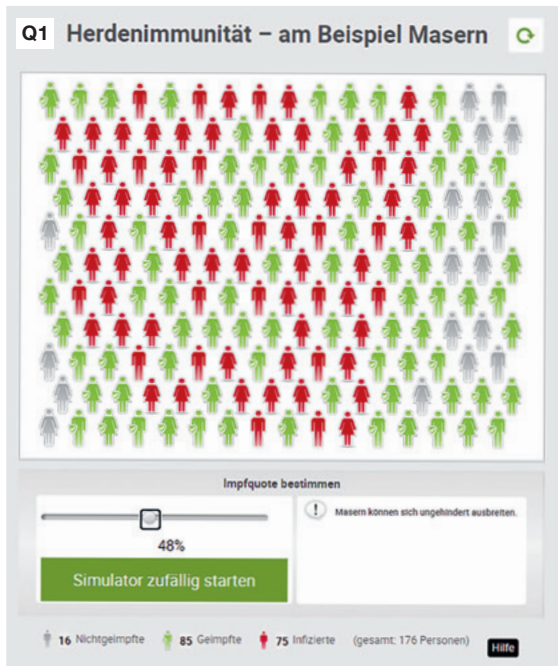 Q1 Herdenimmunität – am Beispiel Masern
Impfquote bestimmen
48%
! Masern können sich ungehindert ausbreiten.
Simulator zufällig starten
16 Nichtgeimpfte 85 Geimpfte 75 Infizierte (gesamt: 176 Personen) Hilfe